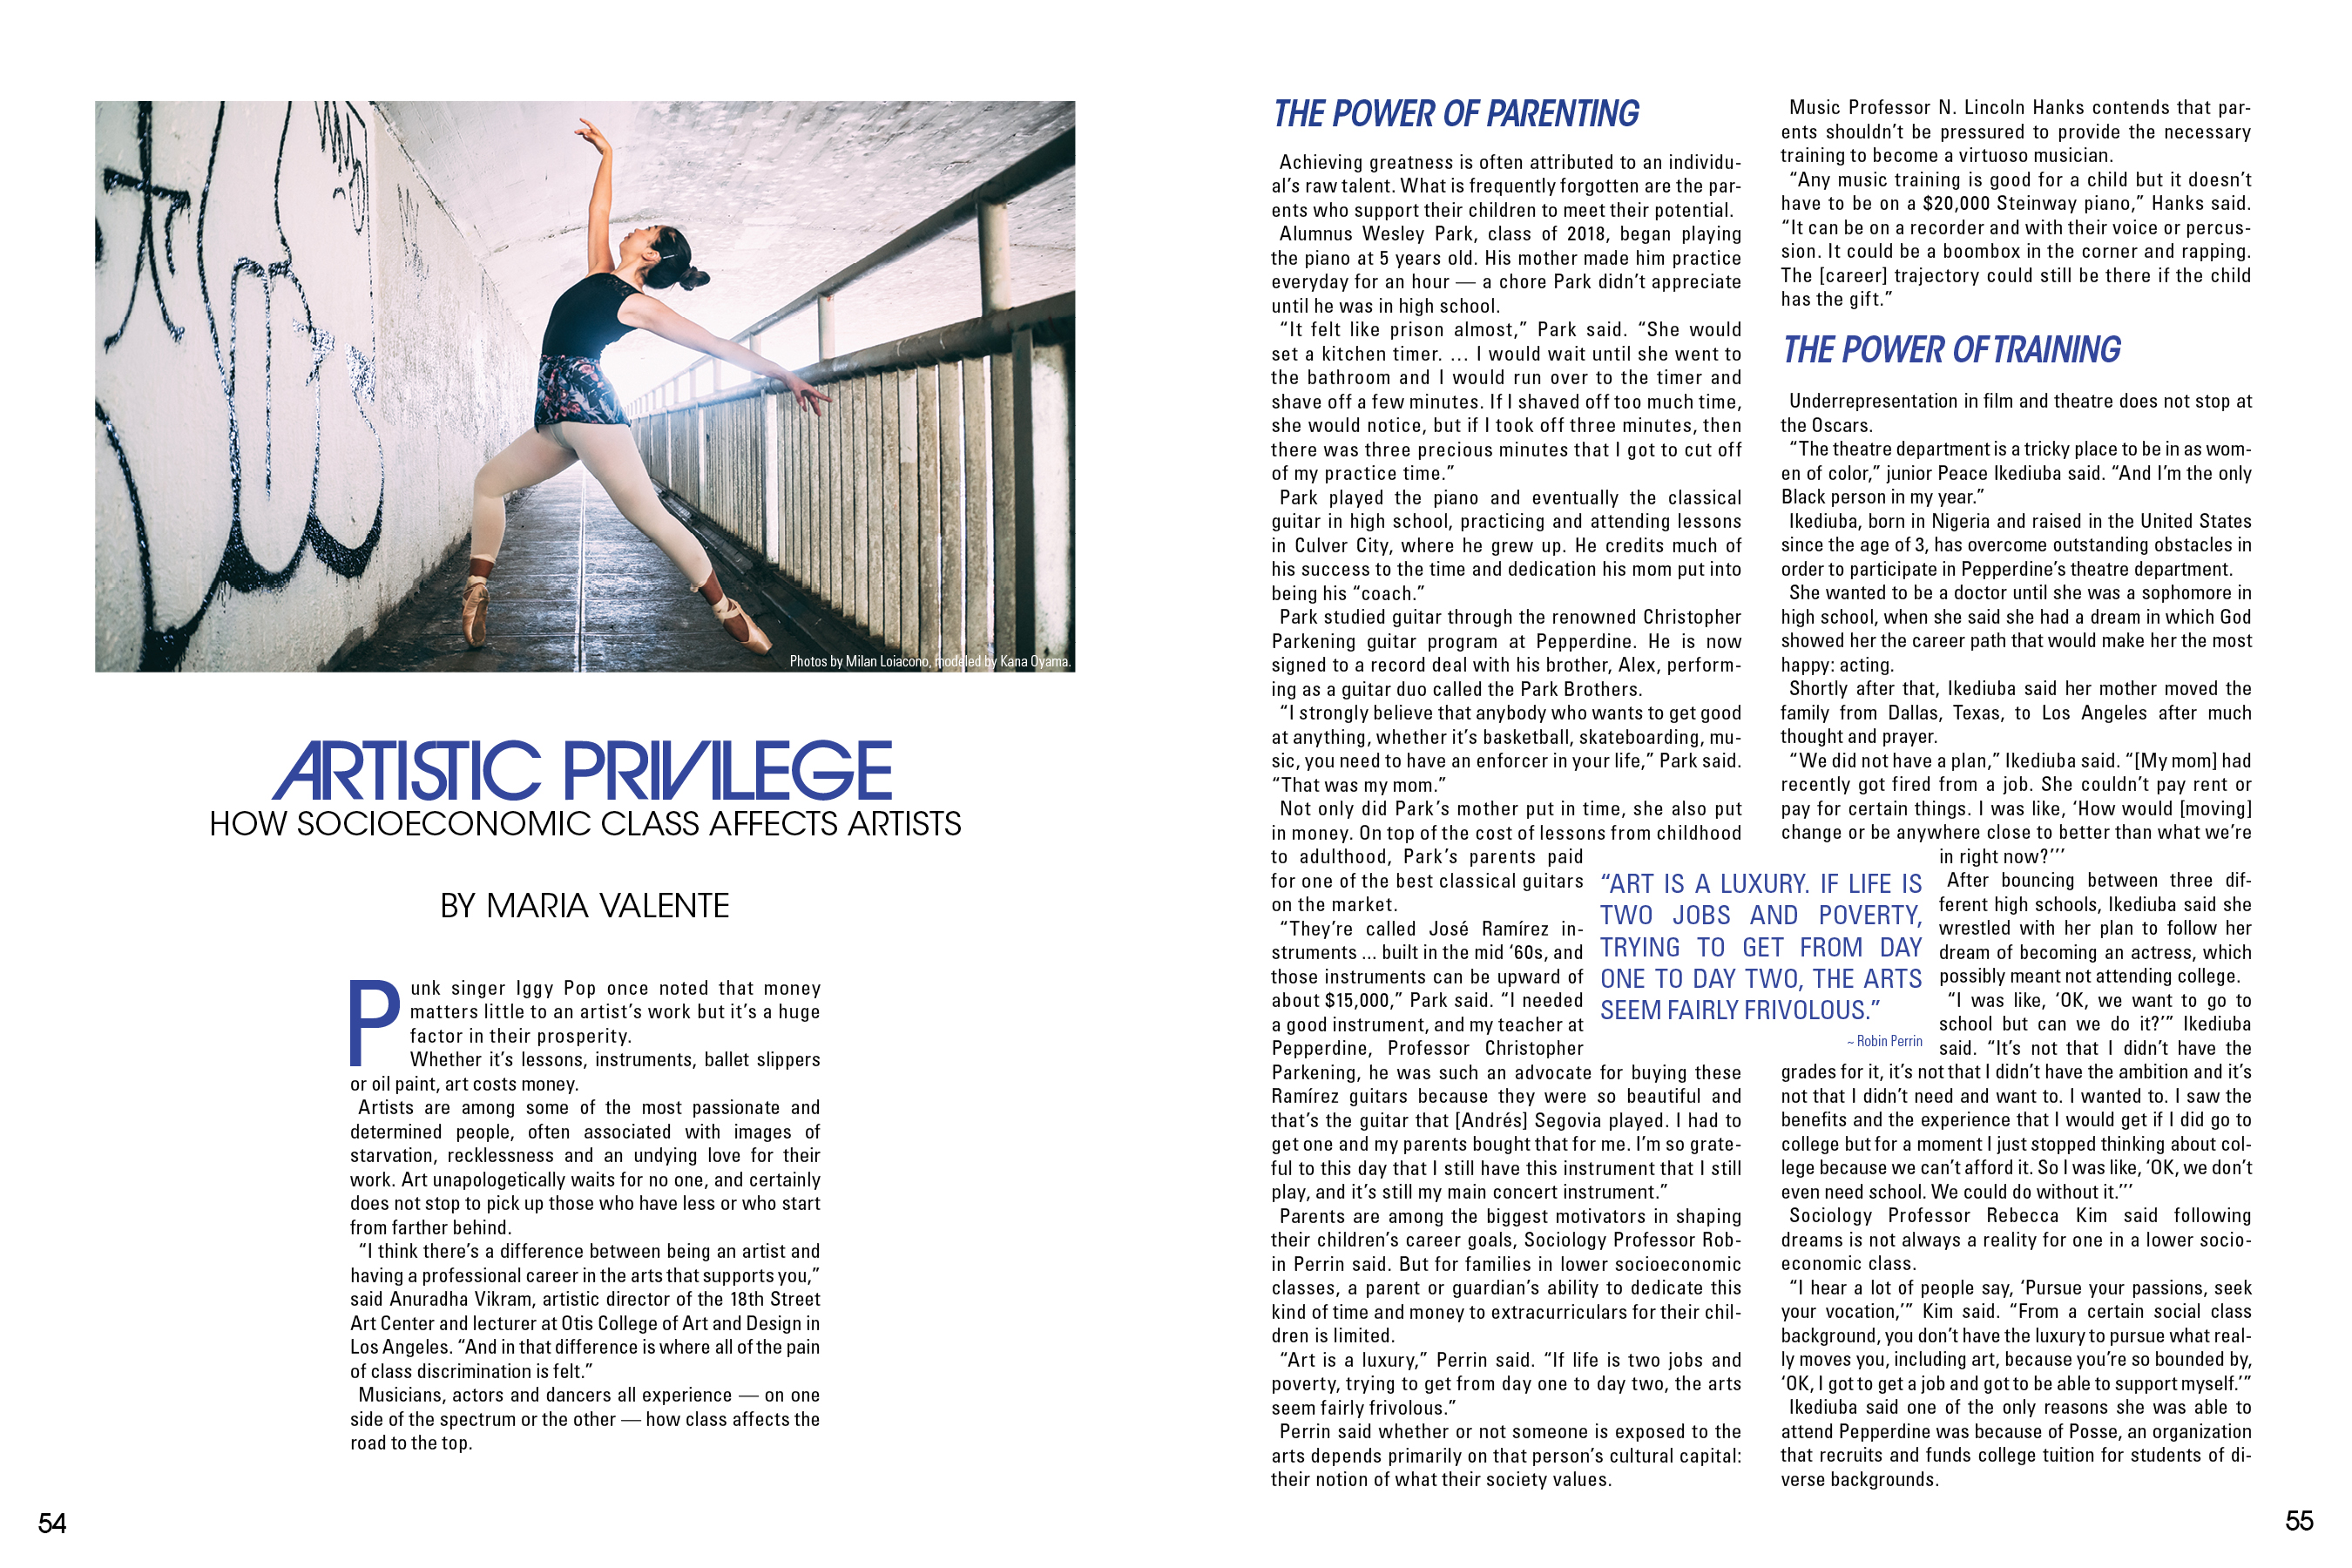 Photos by Milan Loiacono, modeled by Kana Oyama.
ARTISTIC PRIVILEGE
HOW SOCIOECONOMIC CLASS AFFECTS ARTISTS
BY MARIA VALENTE
Punk singer Iggy Pop once noted that money
matters little to an artist’s work but it’s a huge
factor in their prosperity.
Whether it’s lessons, instruments, ballet slippers
or oil paint, art costs money.
Artists are among some of the most passionate and
determined people, often associated with images of
starvation, recklessness and an undying love for their
work. Art unapologetically waits for no one, and certainly
does not stop to pick up those who have less or who start
from farther behind.
“I think there’s a difference between being an artist and
having a professional career in the arts that supports you,”
said Anuradha Vikram, artistic director of the 18th Street
Art Center and lecturer at Otis College of Art and Design in
Los Angeles. “And in that difference is where all of the pain
of class discrimination is felt.”
Musicians, actors and dancers all experience — on one
side of the spectrum or the other — how class affects the
road to the top.
54
THE POWER OF PARENTING
Achieving greatness is often attributed to an individu-
al’s raw talent. What is frequently forgotten are the par-
ents who support their children to meet their potential.
Alumnus Wesley Park, class of 2018, began playing
the piano at 5 years old. His mother made him practice
everyday for an hour — a chore Park didn’t appreciate
until he was in high school.
“It felt like prison almost,” Park said. “She would
set a kitchen timer. … I would wait until she went to
the bathroom and I would run over to the timer and
shave off a few minutes. If I shaved off too much time,
she would notice, but if I took off three minutes, then
there was three precious minutes that I got to cut off
of my practice time.”
Park played the piano and eventually the classical
guitar in high school, practicing and attending lessons
in Culver City, where he grew up. He credits much of
his success to the time and dedication his mom put into
being his “coach.”
Park studied guitar through the renowned Christopher
Parkening guitar program at Pepperdine. He is now
signed to a record deal with his brother, Alex, perform-
ing as a guitar duo called the Park Brothers.
“I strongly believe that anybody who wants to get good
at anything, whether it’s basketball, skateboarding, mu-
sic, you need to have an enforcer in your life,” Park said.
“That was my mom.”
Not only did Park’s mother put in time, she also put
in money. On top of the cost of lessons from childhood
to adulthood, Park’s parents paid
for one of the best classical guitars
on the market.
“They’re called José Ramírez in-
struments ... built in the mid ‘60s, and
those instruments can be upward of
about $15,000,” Park said. “I needed
a good instrument, and my teacher at
Pepperdine, Professor Christopher
Parkening, he was such an advocate for buying these
Ramírez guitars because they were so beautiful and
that’s the guitar that [Andrés] Segovia played. I had to
get one and my parents bought that for me. I’m so grate-
ful to this day that I still have this instrument that I still
play, and it’s still my main concert instrument.”
Parents are among the biggest motivators in shaping
their children’s career goals, Sociology Professor Rob-
in Perrin said. But for families in lower socioeconomic
classes, a parent or guardian’s ability to dedicate this
kind of time and money to extracurriculars for their chil-
dren is limited.
“Art is a luxury,” Perrin said. “If life is two jobs and
poverty, trying to get from day one to day two, the arts
seem fairly frivolous.”
Perrin said whether or not someone is exposed to the
arts depends primarily on that person’s cultural capital:
their notion of what their society values.
“ART IS A LUXURY. IF LIFE IS
TWO JOBS AND POVERTY,
TRYING TO GET FROM DAY
ONE TO DAY TWO, THE ARTS
SEEM FAIRLY FRIVOLOUS.”
~ Robin Perrin
Music Professor N. Lincoln Hanks contends that par-
ents shouldn’t be pressured to provide the necessary
training to become a virtuoso musician.
“Any music training is good for a child but it doesn’t
have to be on a $20,000 Steinway piano,” Hanks said.
“It can be on a recorder and with their voice or percus-
sion. It could be a boombox in the corner and rapping.
The [career] trajectory could still be there if the child
has the gift.”
THE POWER OF TRAINING
Underrepresentation in film and theatre does not stop at
the Oscars.
“The theatre department is a tricky place to be in as wom-
en of color,” junior Peace Ikediuba said. “And I’m the only
Black person in my year.”
Ikediuba, born in Nigeria and raised in the United States
since the age of 3, has overcome outstanding obstacles in
order to participate in Pepperdine’s theatre department.
She wanted to be a doctor until she was a sophomore in
high school, when she said she had a dream in which God
showed her the career path that would make her the most
happy: acting.
Shortly after that, Ikediuba said her mother moved the
family from Dallas, Texas, to Los Angeles after much
thought and prayer.
“We did not have a plan,” Ikediuba said. “[My mom] had
recently got fired from a job. She couldn’t pay rent or
pay for certain things. I was like, ‘How would [moving]
change or be anywhere close to better than what we’re
in right now?’”
After bouncing between three dif-
ferent high schools, Ikediuba said she
wrestled with her plan to follow her
dream of becoming an actress, which
possibly meant not attending college.
“I was like, ‘OK, we want to go to
school but can we do it?’” Ikediuba
said. “It’s not that I didn’t have the
grades for it, it’s not that I didn’t have the ambition and it’s
not that I didn’t need and want to. I wanted to. I saw the
benefits and the experience that I would get if I did go to
college but for a moment I just stopped thinking about col-
lege because we can’t afford it. So I was like, ‘OK, we don’t
even need school. We could do without it.’”
Sociology Professor Rebecca Kim said following
dreams is not always a reality for one in a lower socio-
economic class.
“I hear a lot of people say, ‘Pursue your passions, seek
your vocation,’” Kim said. “From a certain social class
background, you don’t have the luxury to pursue what real-
ly moves you, including art, because you’re so bounded by,
‘OK, I got to get a job and got to be able to support myself.’”
Ikediuba said one of the only reasons she was able to
attend Pepperdine was because of Posse, an organization
that recruits and funds college tuition for students of di-
verse backgrounds.
55